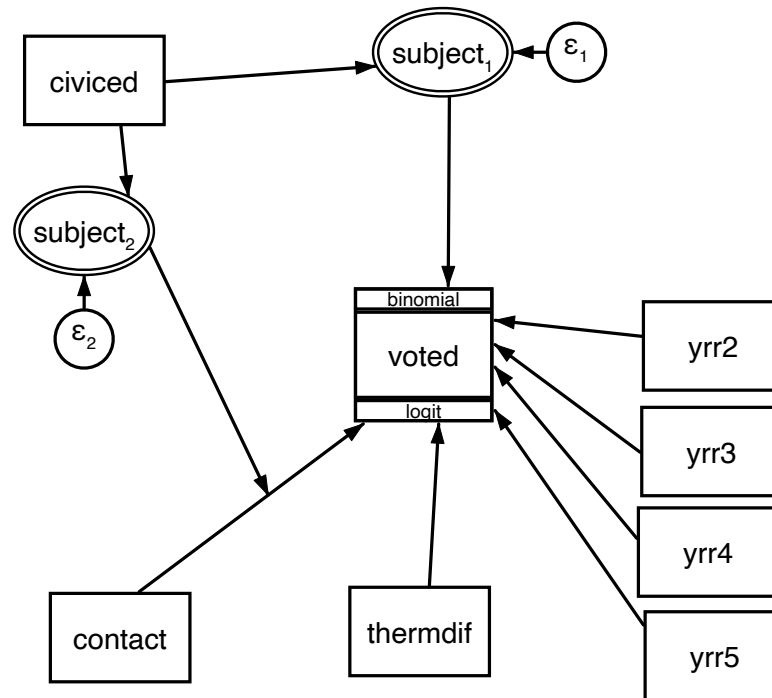 subject₁
ε₁
civiced
subject₂
ε₂
binomial
voted
logit
yrr2
yrr3
yrr4
yrr5
contact
thermdif